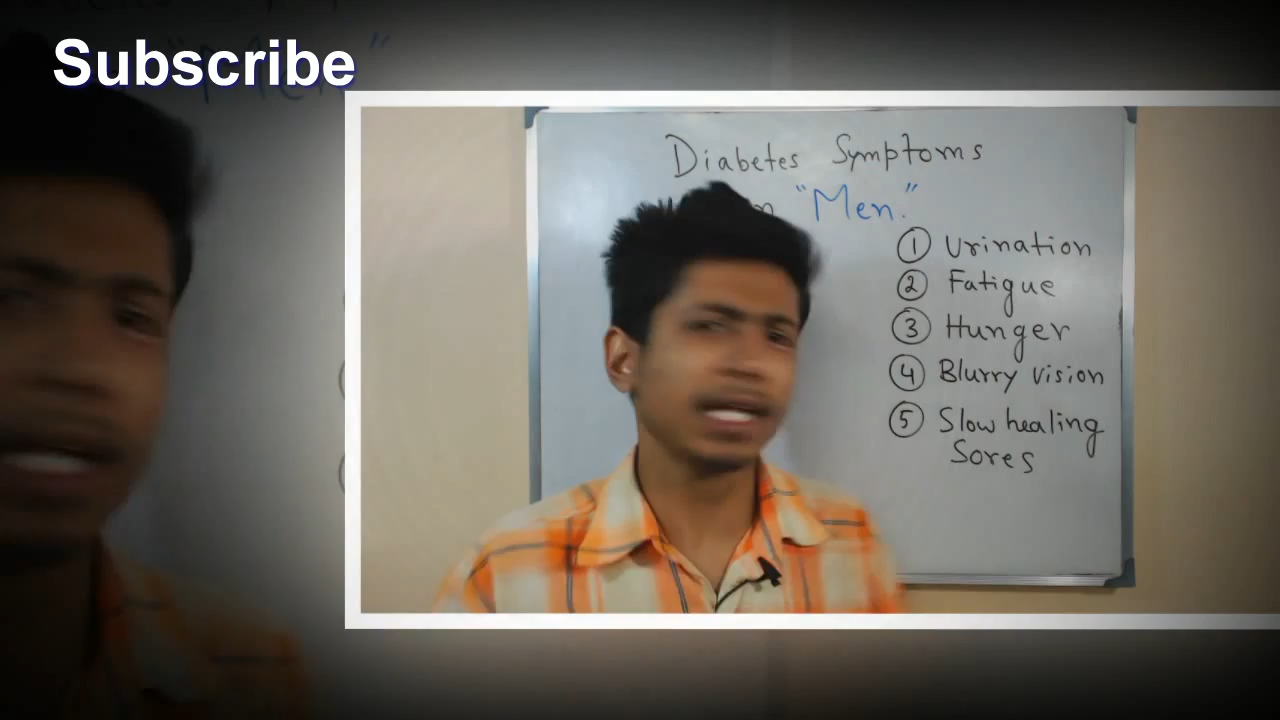 Subscribe
Diabetes Symptoms
"Men."
① Urination
② Fatigue
③ Hunger
④ Blurry vision
⑤ Slow healing
Sores